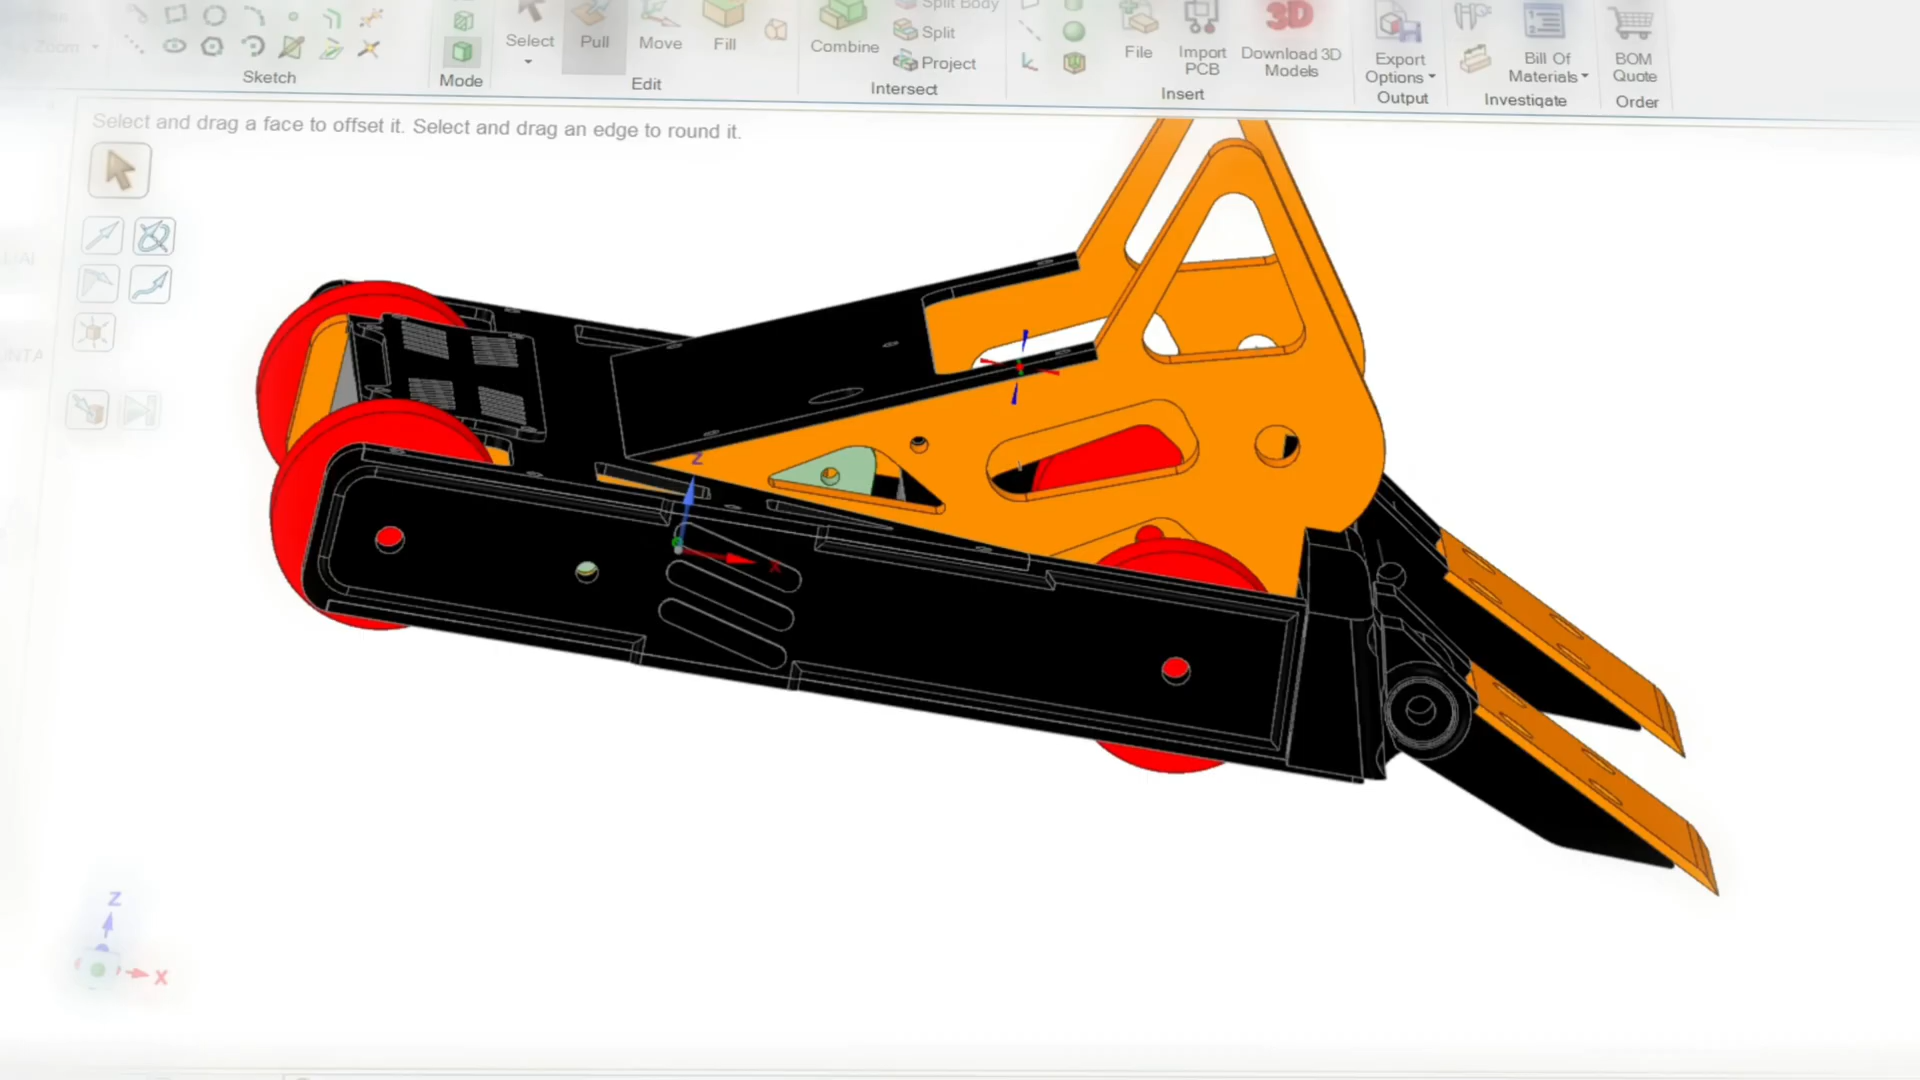 Zoom
Sketch
Mode
Select
Pull
Move
Fill
Edit
Combine
Split Body
Split
Project
Intersect
File
Import
PCB
Download 3D
Models
3D
Insert
Export
Options
Output
Bill Of
Materials
Investigate
BOM
Quote
Order
Select and drag a face to offset it. Select and drag an edge to round it.
Z
X
Z
X